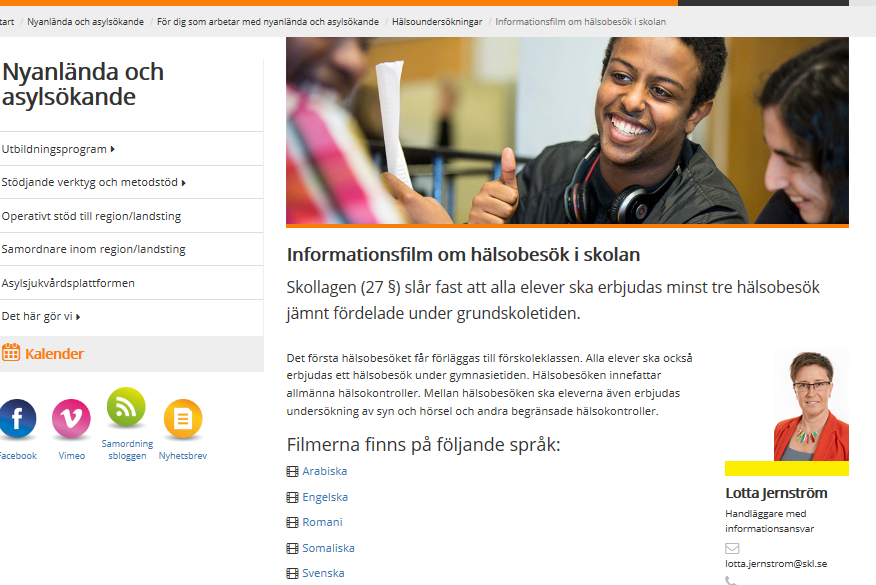 tart / Nyanlända och asylsökande / För dig som arbetar med nyanlända och asylsökande / Hälsoundersökningar / Informationsfilm om hälsobesök i skolan
Nyanlända och
asylsökande
Utbildningsprogram
Stödjande verktyg och metodstöd
Operativt stöd till region/landsting
Samordnare inom region/landsting
Asylsjukvårdsplattformen
Det här gör vi
Kalender
Facebook
Vimeo
Samordning
sbloggen
Nyhetsbrev
Informationsfilm om hälsobesök i skolan
Skollagen (27 §) slår fast att alla elever ska erbjudas minst tre hälsobesök
jämnt fördelade under grundskoletiden.
Det första hälsobesöket får förläggas till förskoleklassen. Alla elever ska också
erbjudas ett hälsobesök under gymnasietiden. Hälsobesöken innefattar
allmänna hälsokontroller. Mellan hälsobesöken ska eleverna även erbjudas
undersökning av syn och hörsel och andra begränsade hälsokontroller.
Filmerna finns på följande språk:
Arabiska
Engelska
Romani
Somaliska
Svenska
Lotta Jernström
Handläggare med
informationsansvar
lotta.jernstrom@skl.se